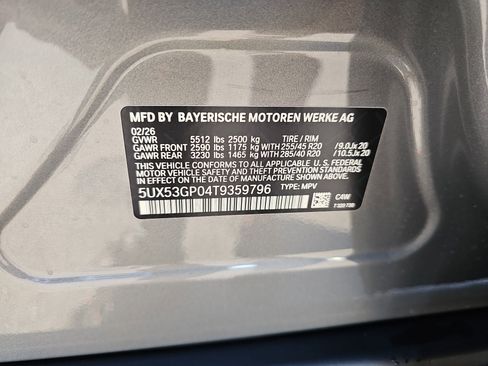 MFD BY BAYERISCHE MOTOREN WERKE AG
02/26
GVWR 5512 lbs 2500 kg TIRE / RIM
GAWR FRONT 2590 lbs 1175 kg WITH 255/45 R20 /9.0Jx20
GAWR REAR 3230 lbs 1465 kg WITH 285/40 R20 /10.5Jx20
THIS VEHICLE CONFORMS TO ALL APPLICABLE U.S. FEDERAL
MOTOR VEHICLE SAFETY AND THEFT PREVENTION STANDARDS
IN EFFECT ON THE DATE OF MANUFACTURE SHOWN ABOVE.
5UX53GP04T9359796 TYPE: MPV
C4W